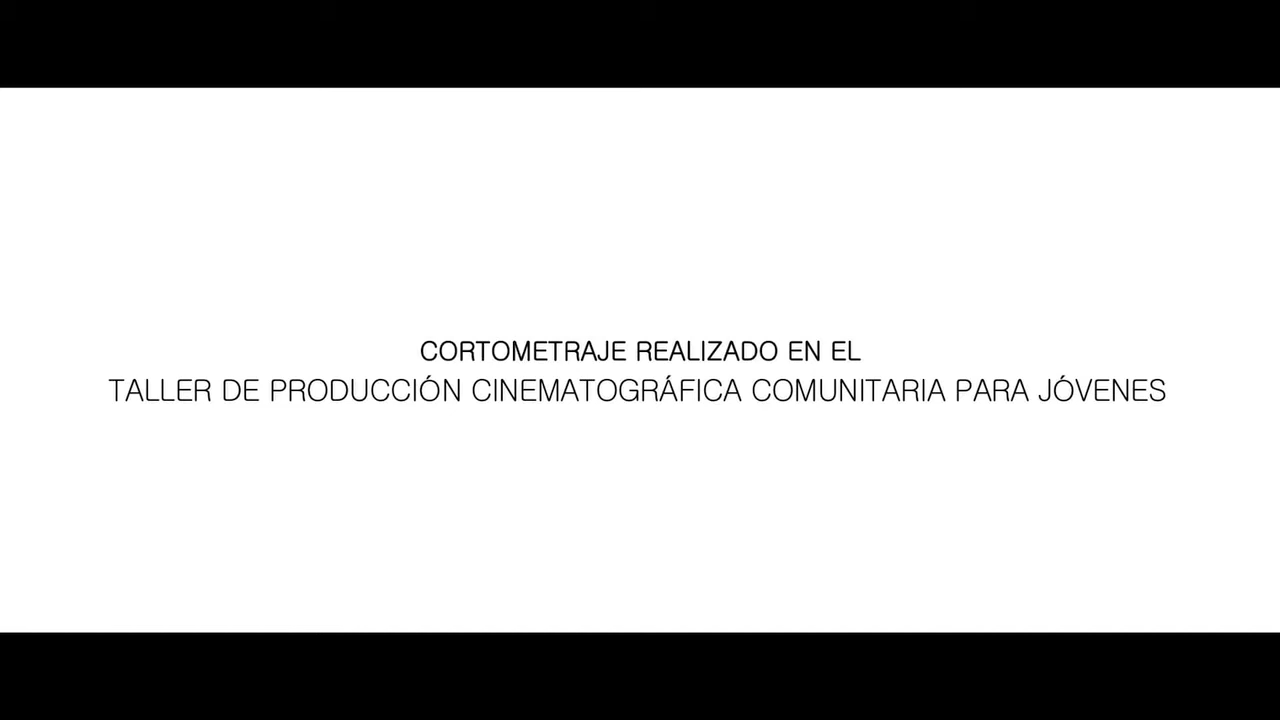 CORTOMETRAJE REALIZADO EN EL
TALLER DE PRODUCCIÓN CINEMATOGRÁFICA COMUNITARIA PARA JÓVENES